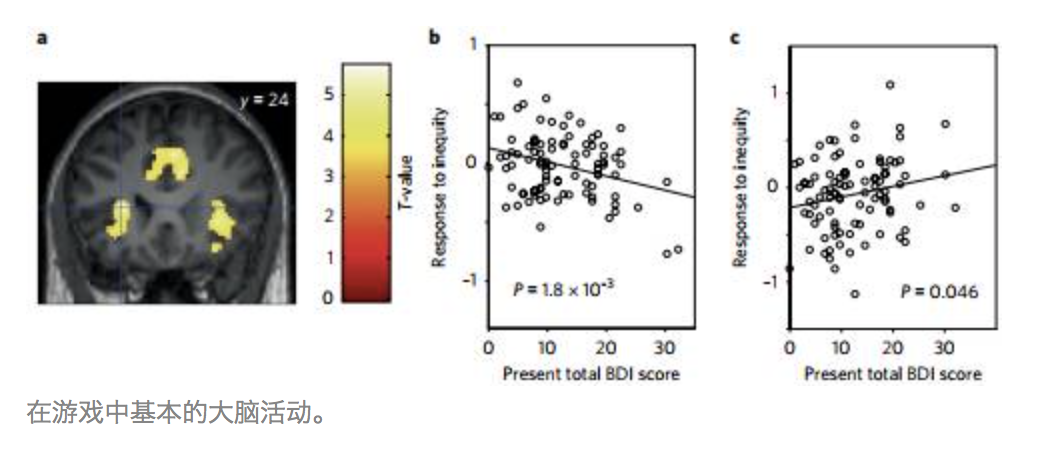 a
y = 24
5
4
3
2
1
0
T-value
b
1
0
-1
Response to inequity
P = 1.8 × 10⁻³
0 10 20 30
Present total BDI score
c
1
0
-1
Response to inequity
P = 0.046
0 10 20 30
Present total BDI score
在游戏中基本的大脑活动。